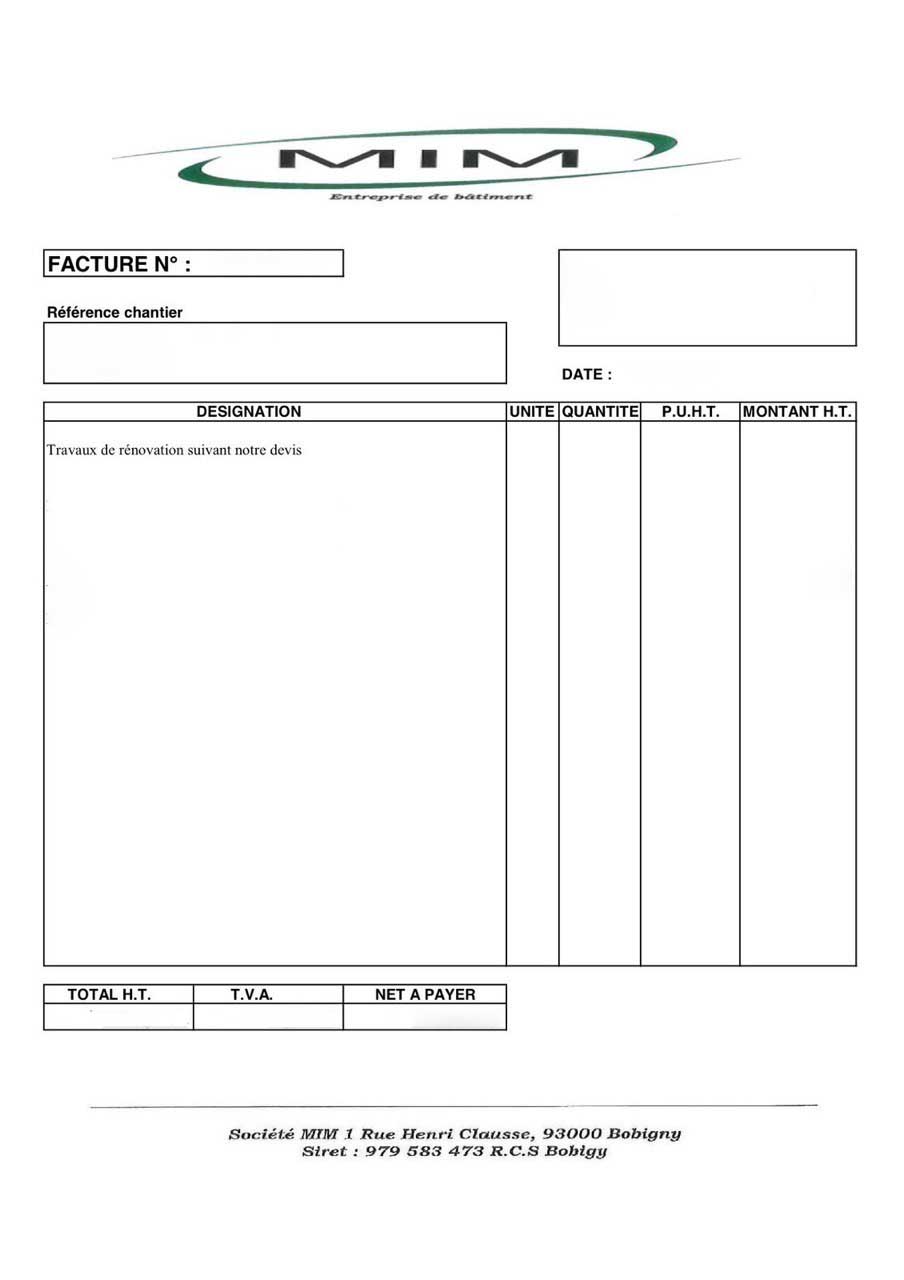 MIM
Entreprise de bâtiment
FACTURE N° :
Référence chantier
DATE :
DESIGNATION UNITE QUANTITE P.U.H.T. MONTANT H.T.
Travaux de rénovation suivant notre devis
TOTAL H.T. T.V.A. NET A PAYER
Société MIM 1 Rue Henri Clausse, 93000 Bobigny
Siret : 979 583 473 R.C.S Bobigy